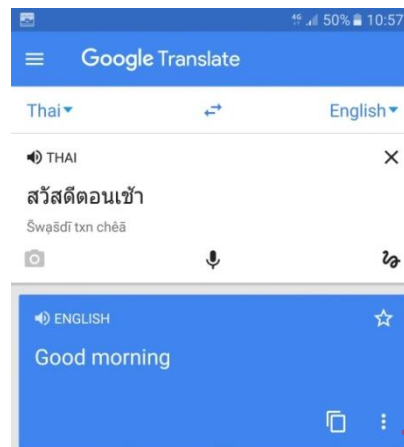 50% 10:57
Google Translate
Thai English
THAI
สวัสดีตอนเช้า
S̄wạs̄dī txn chêā
ENGLISH
Good morning